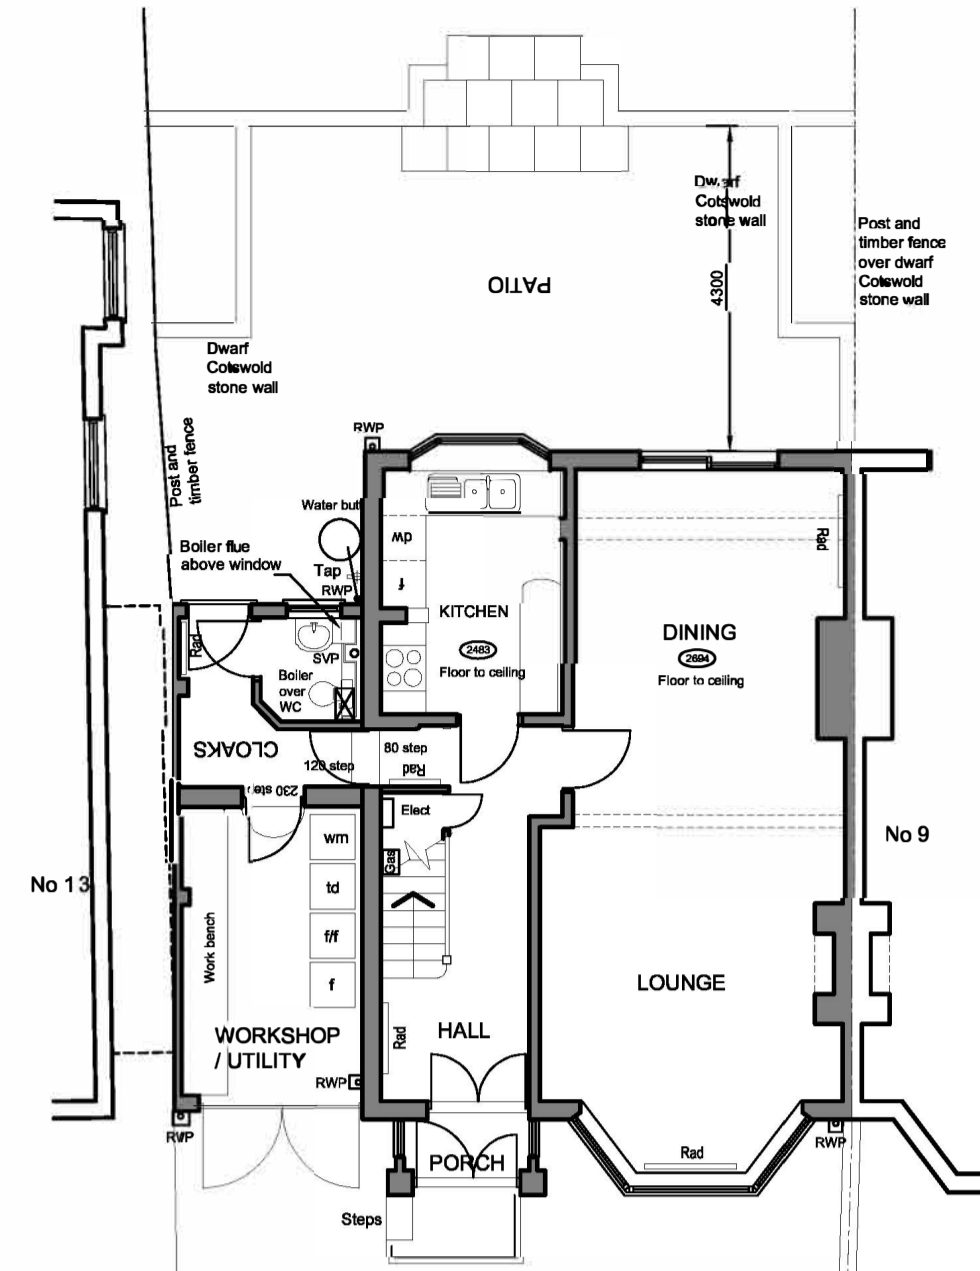 Dwarf
Cotswold
stone wall
Post and
timber fence
over dwarf
Cotswold
stone wall
4300
PATIO
Dwarf
Cotswold
stone wall
Post and
timber fence
RWP
Water but
Boiler flue
above window
Tap
RWP
dw
f
KITCHEN
2483
Floor to ceiling
Rad
DINING
2694
Floor to ceiling
Rad
SVP
Boiler
over
WC
CLOAKS
120 step
80 step
Rad
230 step
Elect
Gas
wm
td
f/f
f
Work bench
No 13
No 9
LOUNGE
WORKSHOP
/ UTILITY
HALL
Rad
RWP
RWP
PORCH
Rad
RWP
Steps